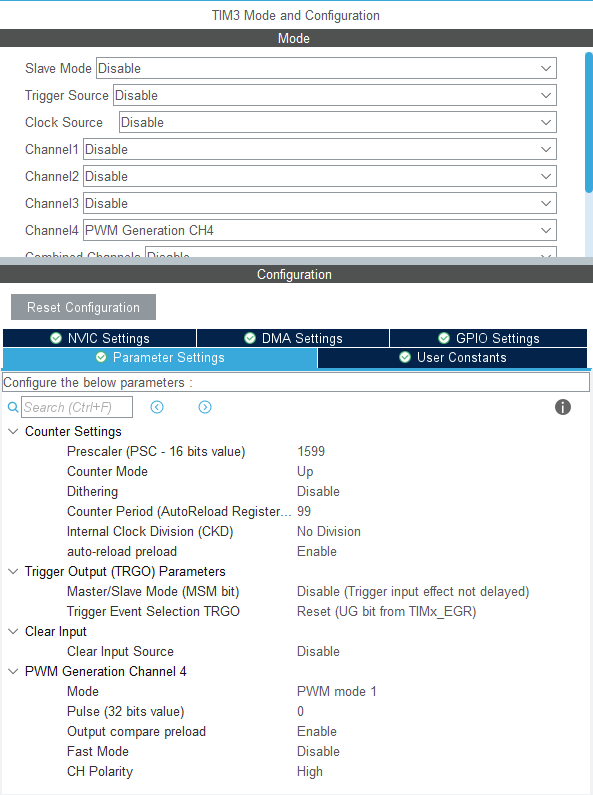 TIM3 Mode and Configuration
Mode
Slave Mode Disable
Trigger Source Disable
Clock Source Disable
Channel1 Disable
Channel2 Disable
Channel3 Disable
Channel4 PWM Generation CH4
Combined Channels Disable
Configuration
Reset Configuration
NVIC Settings DMA Settings GPIO Settings
Parameter Settings User Constants
Configure the below parameters :
Search (Ctrl+F)
Counter Settings
Prescaler (PSC - 16 bits value) 1599
Counter Mode Up
Dithering Disable
Counter Period (AutoReload Register... 99
Internal Clock Division (CKD) No Division
auto-reload preload Enable
Trigger Output (TRGO) Parameters
Master/Slave Mode (MSM bit) Disable (Trigger input effect not delayed)
Trigger Event Selection TRGO Reset (UG bit from TIMx_EGR)
Clear Input
Clear Input Source Disable
PWM Generation Channel 4
Mode PWM mode 1
Pulse (32 bits value) 0
Output compare preload Enable
Fast Mode Disable
CH Polarity High